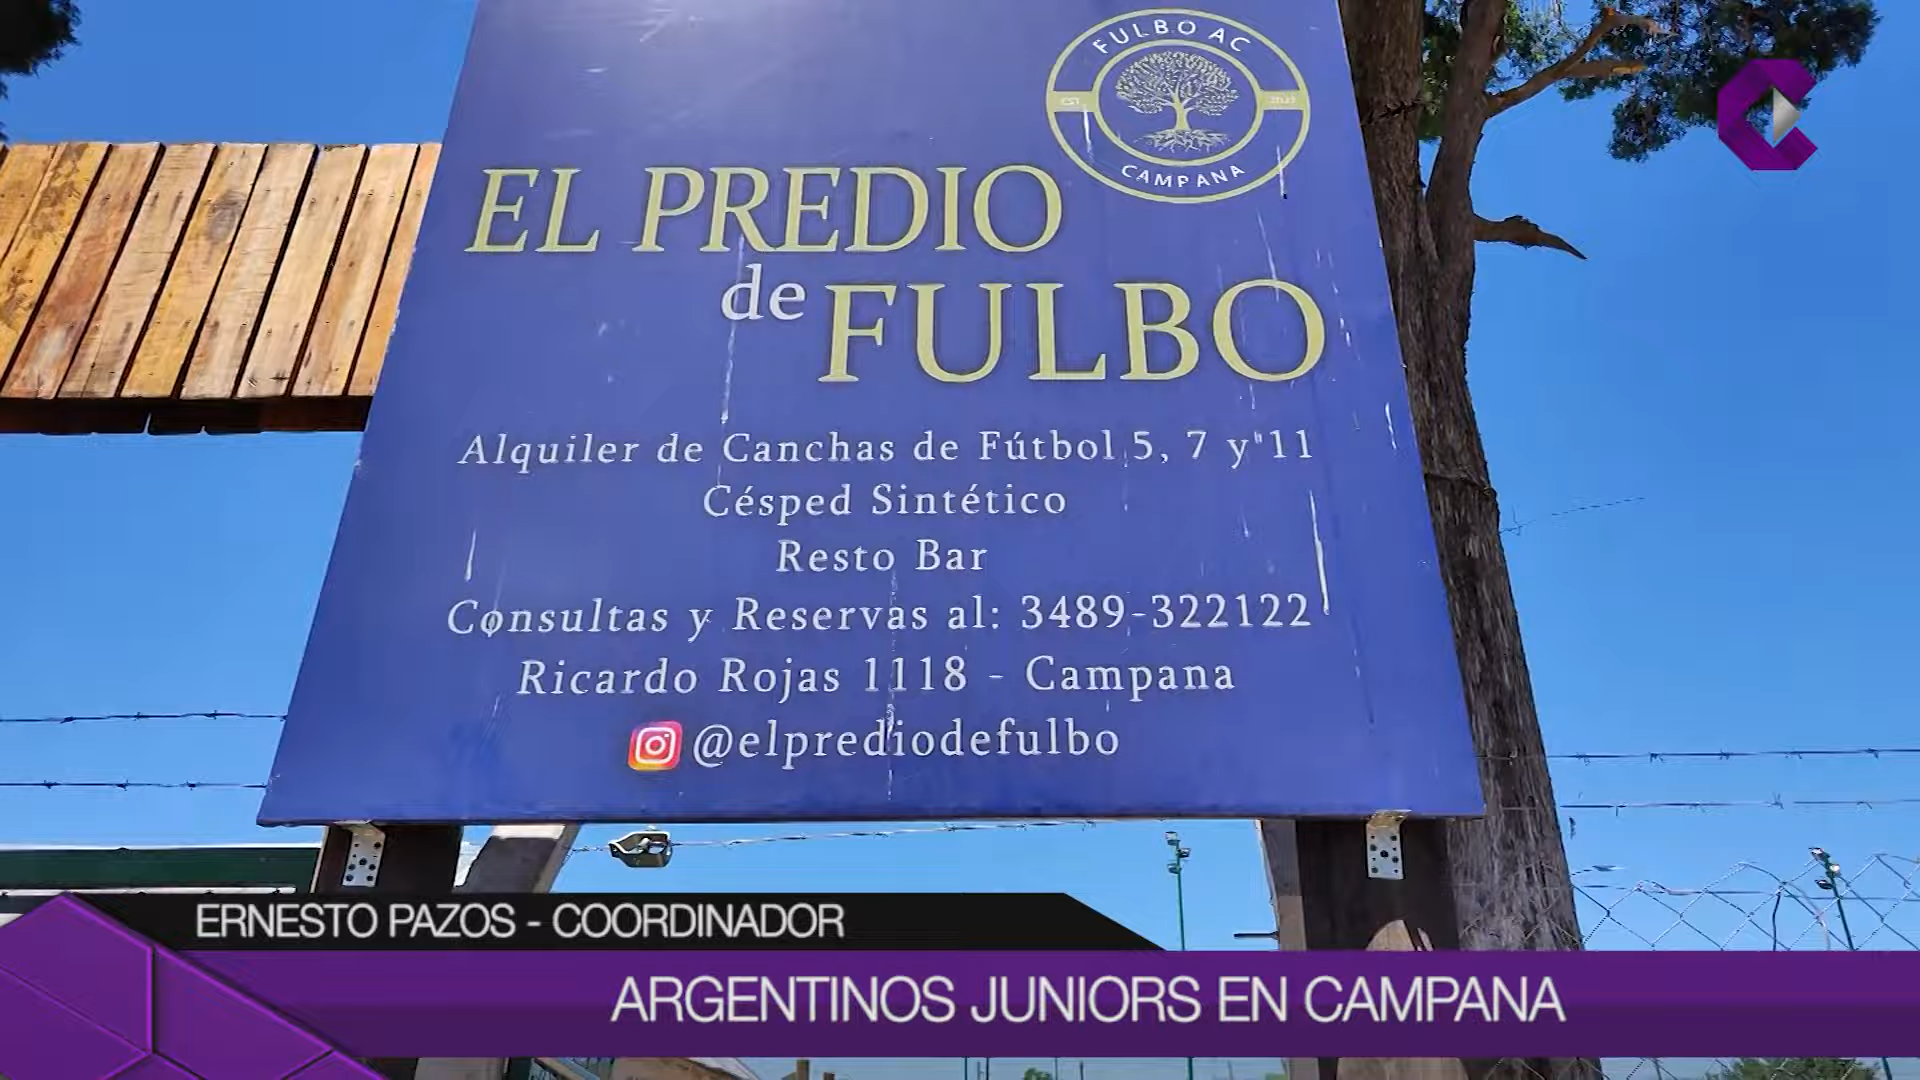 FULBO AC
EST
CAMPANA
EL PREDIO
de FULBO
Alquiler de Canchas de Fútbol 5, 7 y 11
Césped Sintético
Resto Bar
Consultas y Reservas al: 3489-322122
Ricardo Rojas 1118 - Campana
@elprediodefulbo
ERNESTO PAZOS - COORDINADOR
ARGENTINOS JUNIORS EN CAMPANA